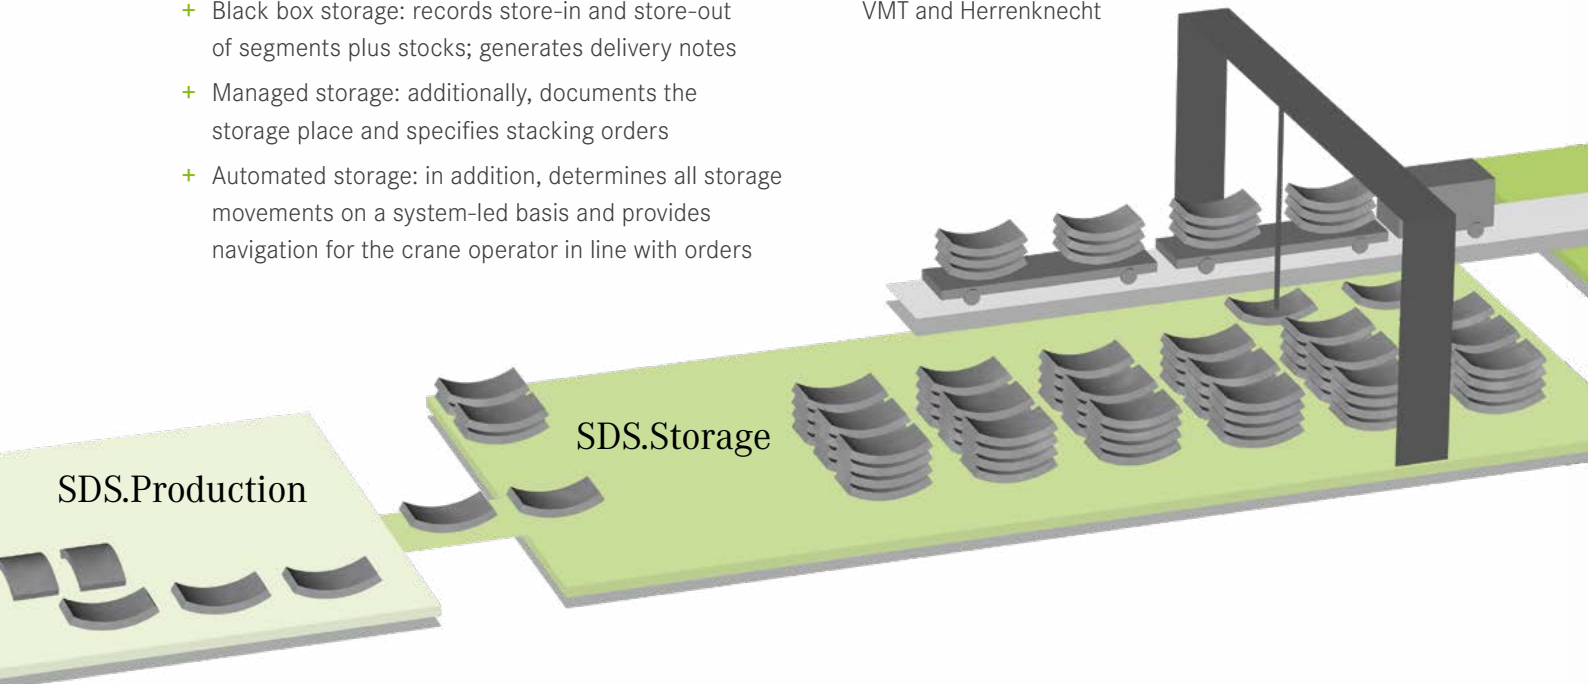 + Black box storage: records store-in and store-out
of segments plus stocks; generates delivery notes
+ Managed storage: additionally, documents the
storage place and specifies stacking orders
+ Automated storage: in addition, determines all storage
movements on a system-led basis and provides
navigation for the crane operator in line with orders
VMT and Herrenknecht
SDS.Storage
SDS.Production